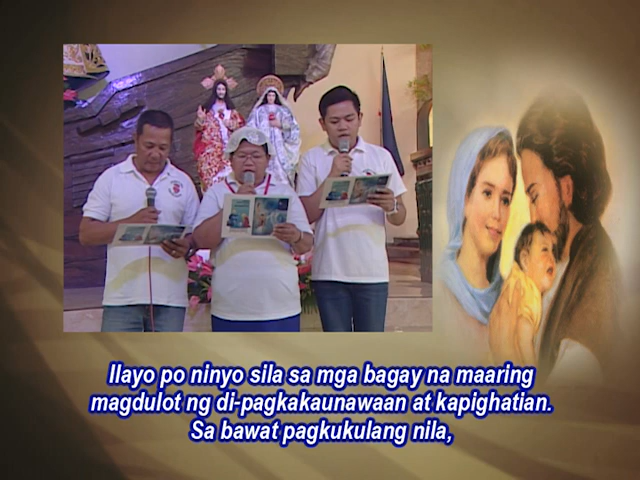 Ilayo po ninyo sila sa mga bagay na maaring
magdulot ng di-pagkakaunawaan at kapighatian.
Sa bawat pagkukulang nila,